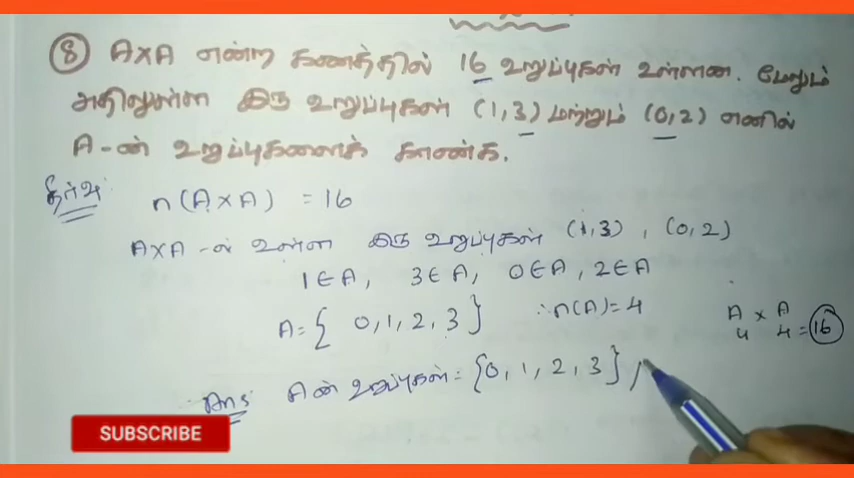 ⑧ A×A என்ற கணத்தில் 16 உறுப்புகள் உள்ளன. மேலும்
அதிலுள்ள இரு உறுப்புகள் (1,3) மற்றும் (0,2) எனில்
A-ன் உறுப்புகளைக் காண்க.
தீர்வு:
n(A×A) = 16
A×A -ல் உள்ள இரு உறுப்புகள் (1,3), (0,2)
1∈A, 3∈A, 0∈A, 2∈A
A={ 0,1,2,3 } ∴n(A)=4
A × A
4 4 = 16
Ans A ன் உறுப்புகள் = {0, 1, 2, 3} /
SUBSCRIBE